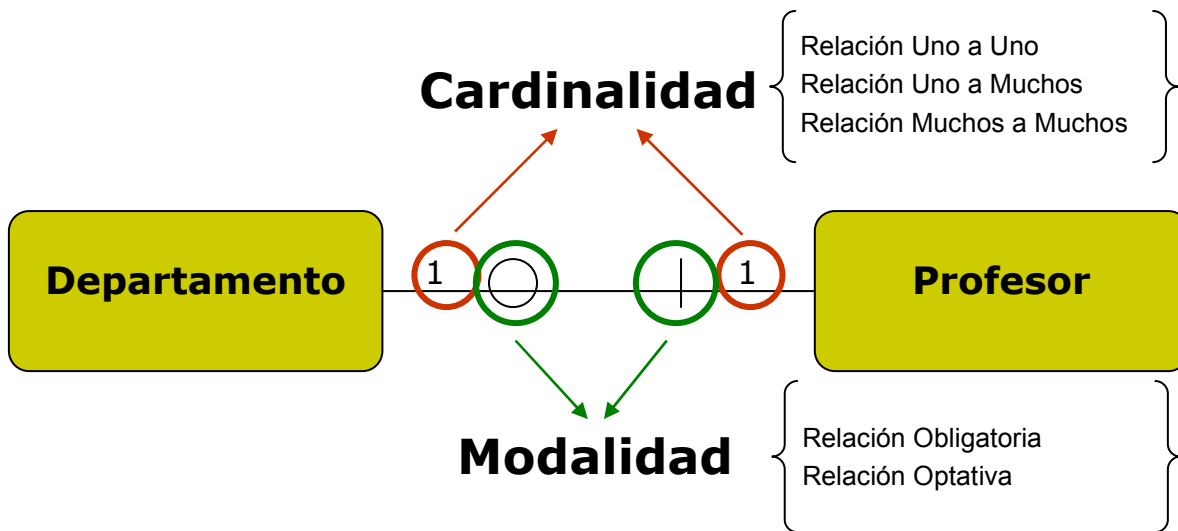 Cardinalidad
Relación Uno a Uno
Relación Uno a Muchos
Relación Muchos a Muchos
Departamento
1
1
Profesor
Modalidad
Relación Obligatoria
Relación Optativa